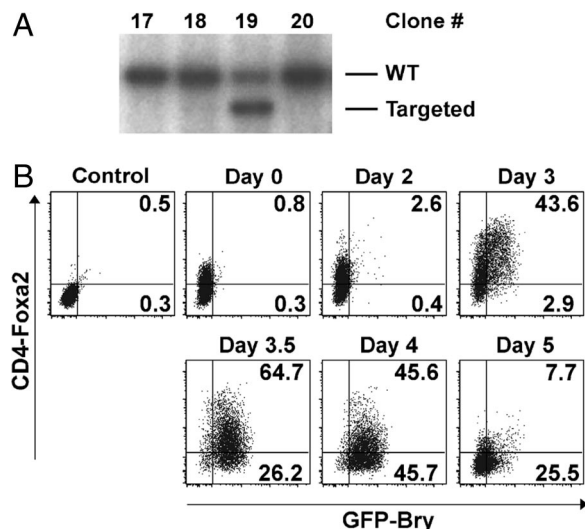 A
17 18 19 20 Clone #
WT
Targeted
B
Control Day 0 Day 2 Day 3
0.5 0.8 2.6 43.6
0.3 0.3 0.4 2.9
Day 3.5 Day 4 Day 5
64.7 45.6 7.7
26.2 45.7 25.5
CD4-Foxa2
GFP-Bry